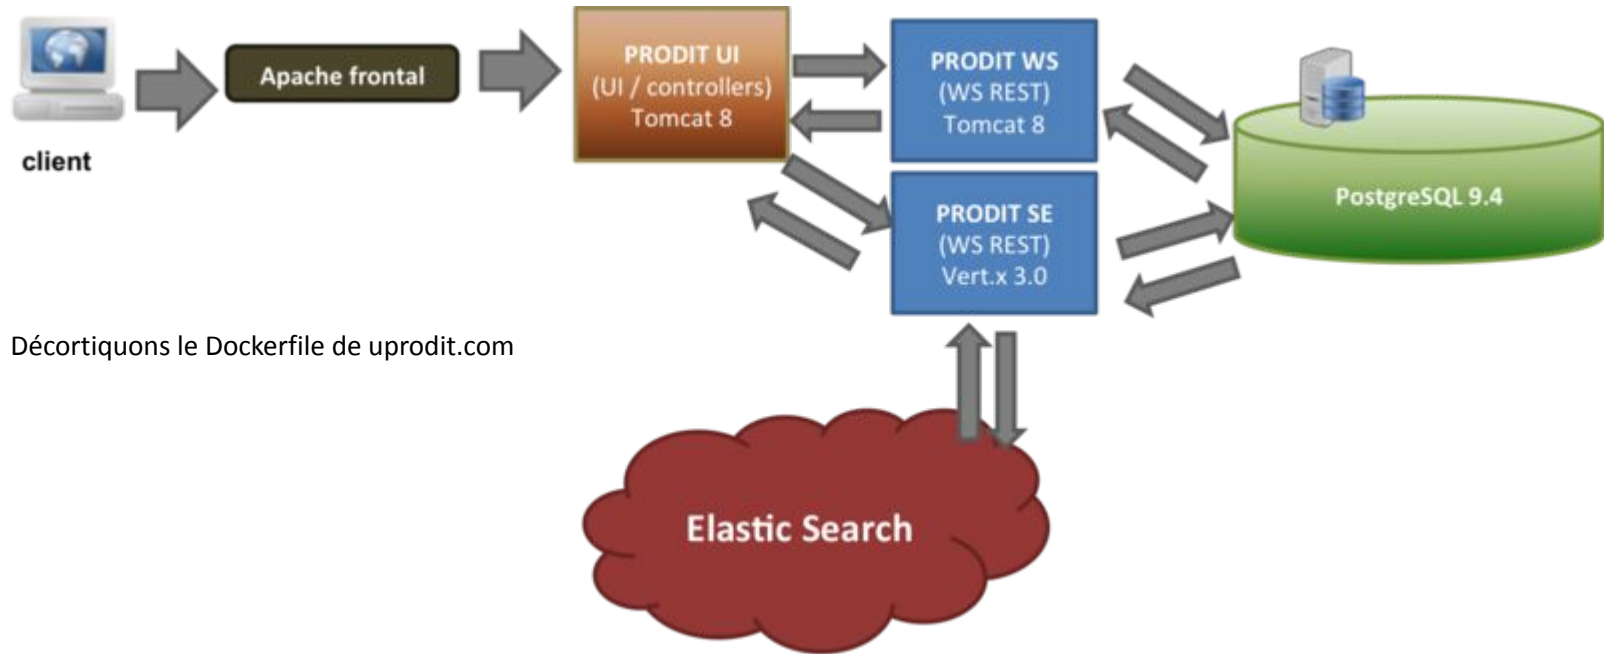 client
Apache frontal
PRODIT UI
(UI / controllers)
Tomcat 8
PRODIT WS
(WS REST)
Tomcat 8
PRODIT SE
(WS REST)
Vert.x 3.0
PostgreSQL 9.4
Décortiquons le Dockerfile de uprodit.com
Elastic Search